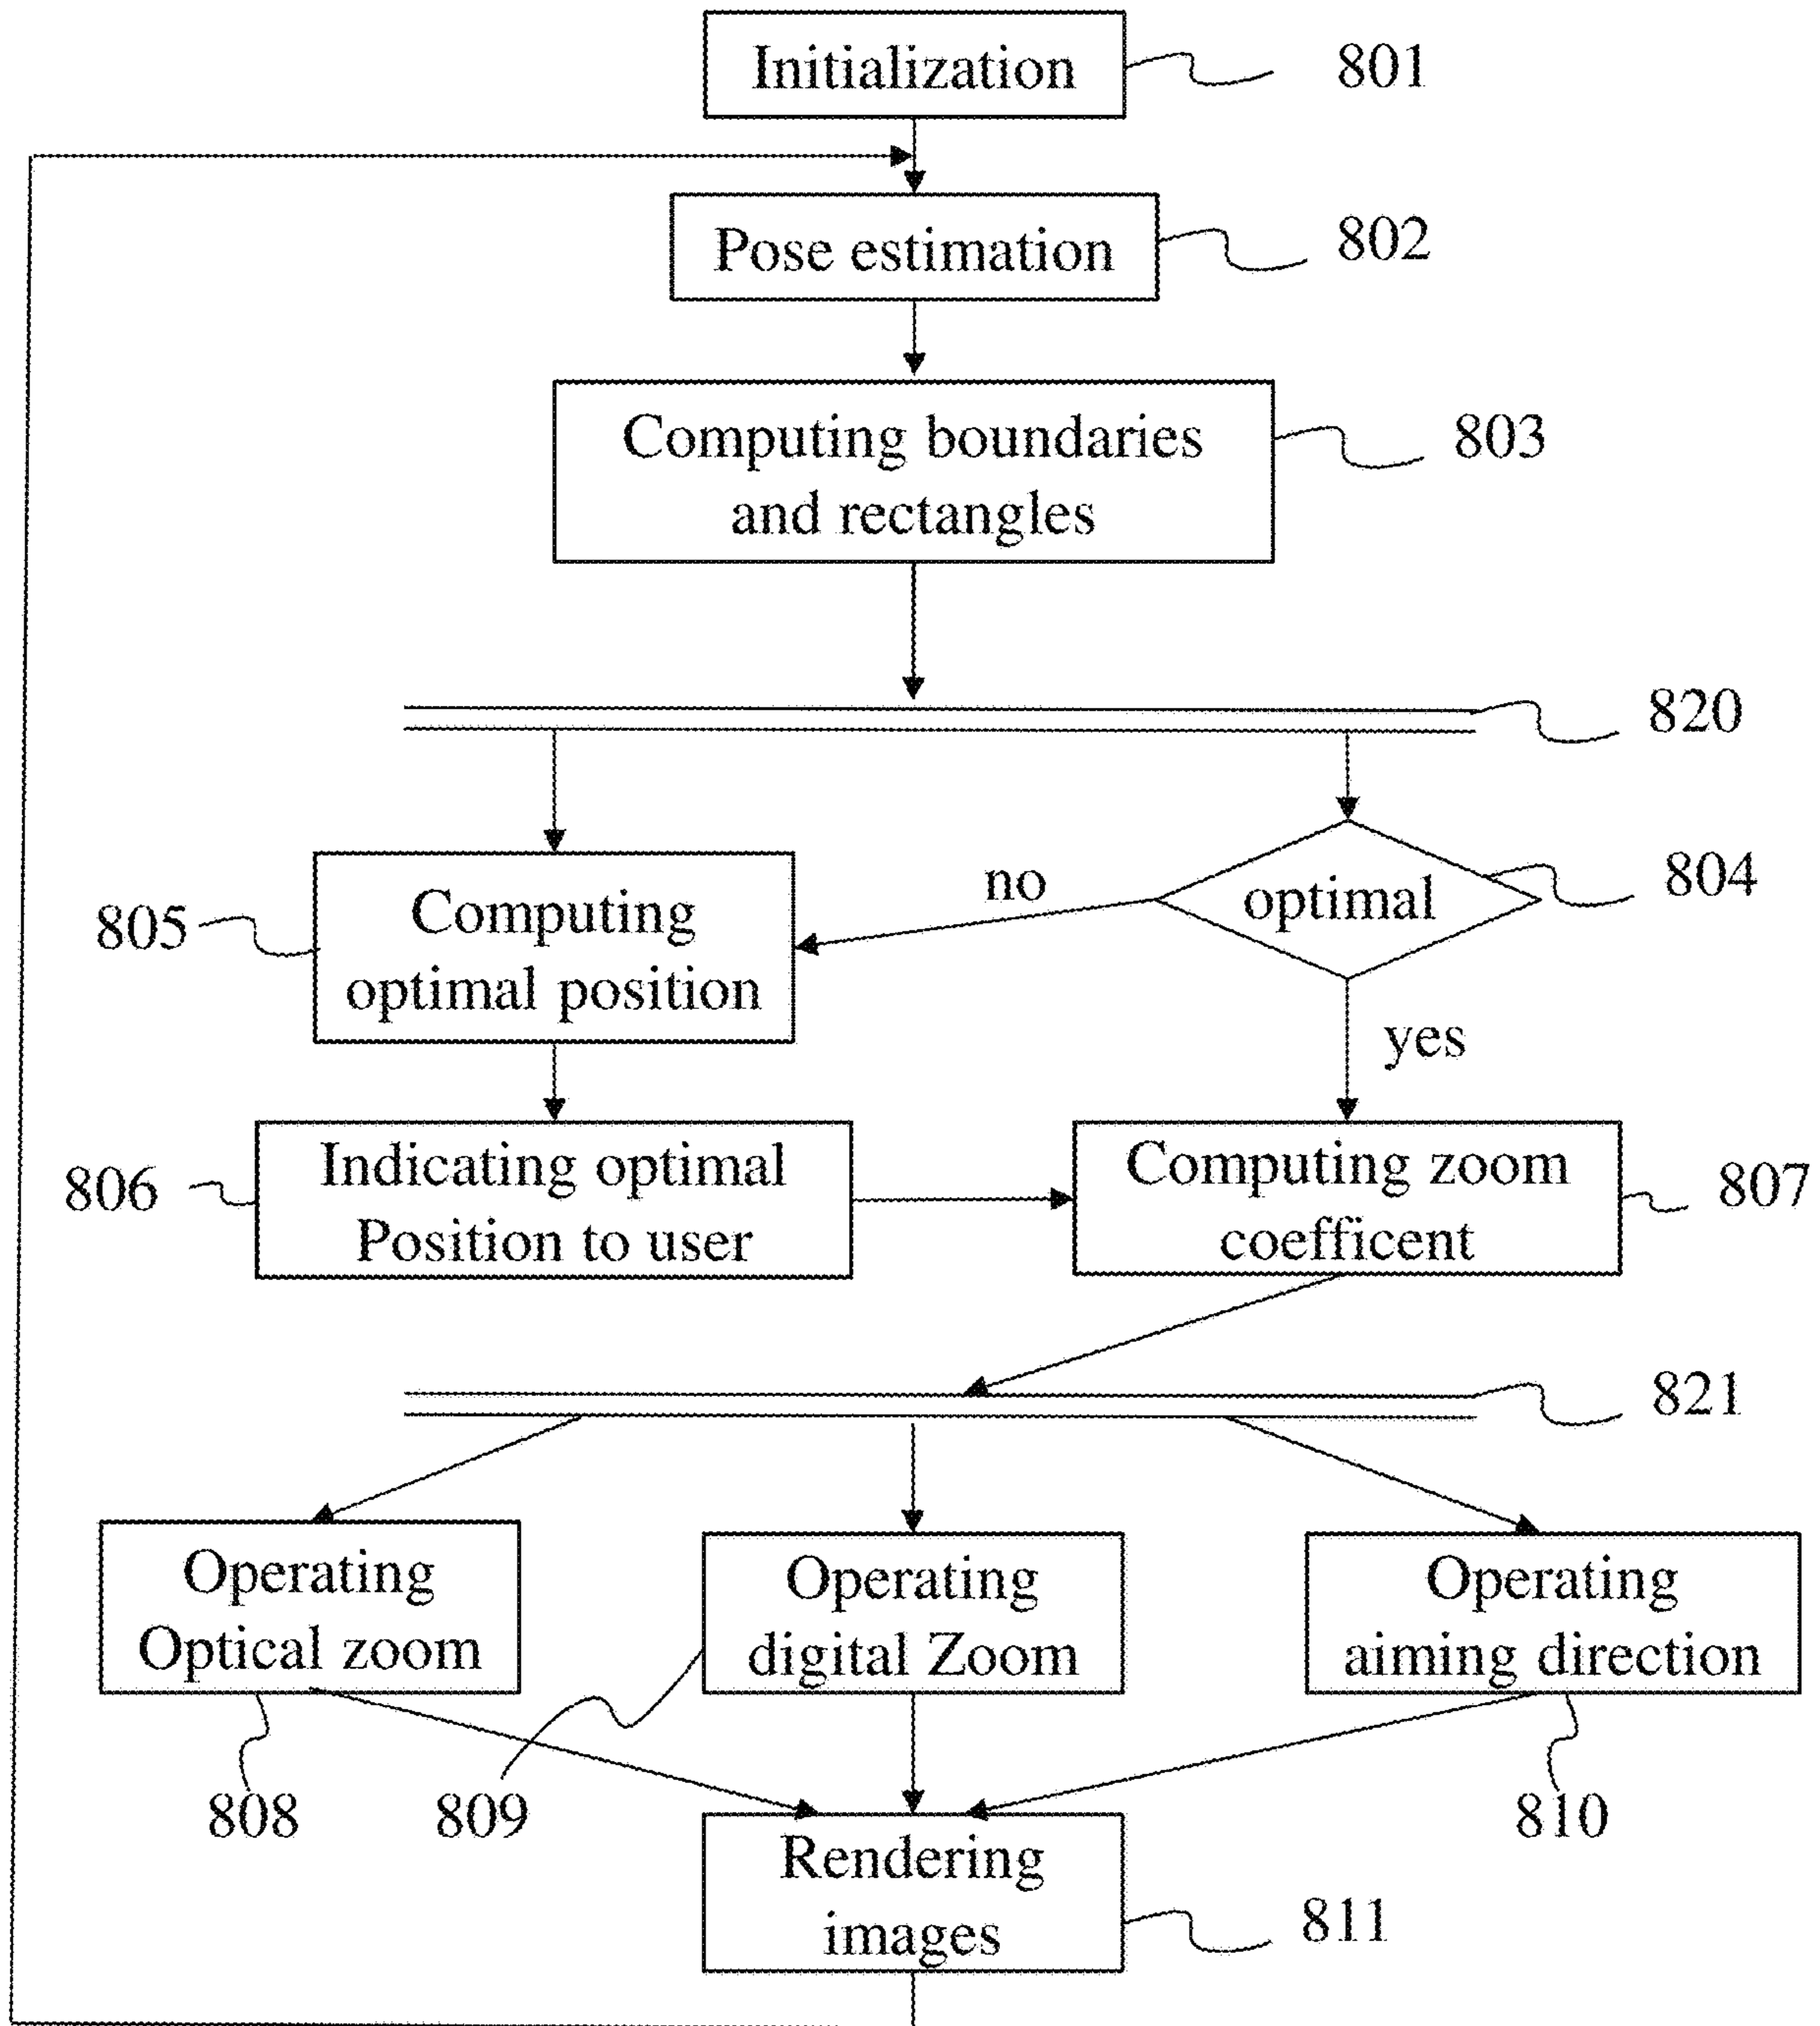 Initialization
801
Pose estimation
802
Computing boundaries
and rectangles
803
820
Computing
optimal position
805
no
optimal
804
yes
Indicating optimal
Position to user
806
Computing zoom
coefficent
807
821
Operating
Optical zoom
808
Operating
digital Zoom
809
Operating
aiming direction
810
Rendering
images
811